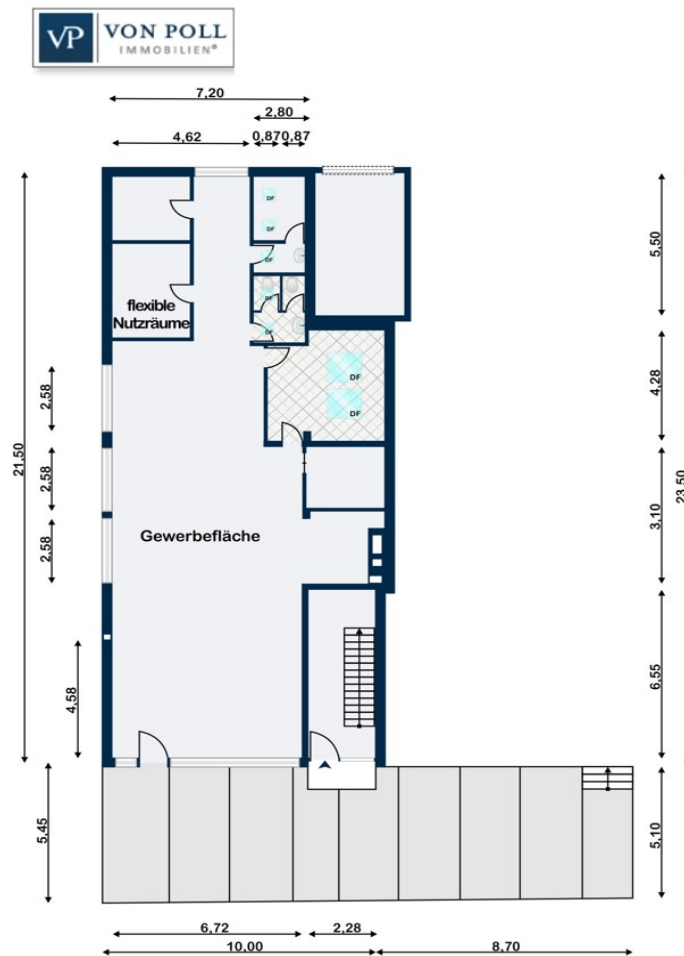 VP VON POLL
IMMOBILIEN®
7,20
2,80
4,62
0,87 0,87
DF
DF
DF
DF
DF
flexible
Nutzräume
DF
DF
Gewerbefläche
21,50
2,58
2,58
2,58
4,58
5,45
5,50
4,28
3,10
23,50
6,55
5,10
6,72
2,28
10,00
8,70